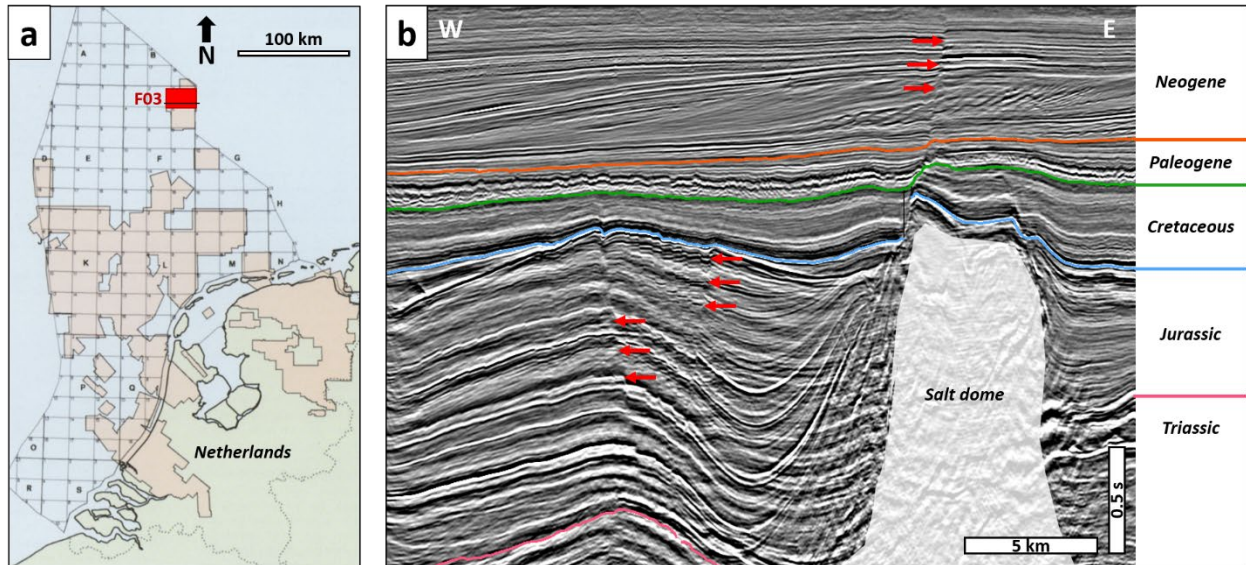 a
N
100 km
F03
A
B
D
E
F
G
H
K
L
M
N
P
Q
O
R
S
Netherlands
b
W
E
Salt dome
0.5 s
5 km
Neogene
Paleogene
Cretaceous
Jurassic
Triassic